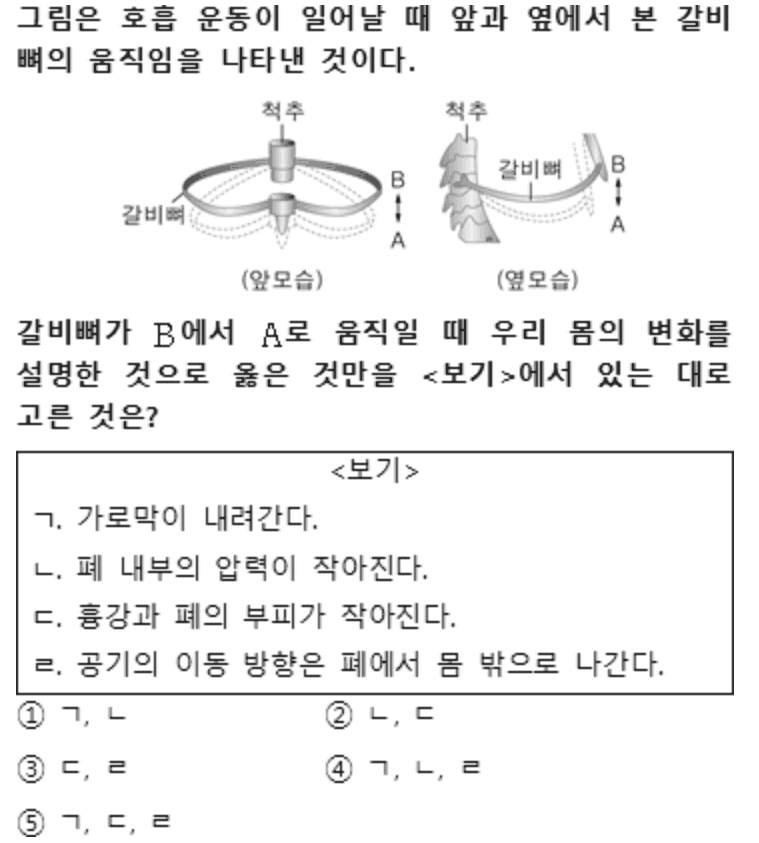 그림은 호흡 운동이 일어날 때 앞과 옆에서 본 갈비
뼈의 움직임을 나타낸 것이다.
척추
갈비뼈
B
A
(앞모습)
척추
갈비뼈
B
A
(옆모습)
갈비뼈가 B에서 A로 움직일 때 우리 몸의 변화를
설명한 것으로 옳은 것만을 <보기>에서 있는 대로
고른 것은?
<보기>
ㄱ. 가로막이 내려간다.
ㄴ. 폐 내부의 압력이 작아진다.
ㄷ. 흉강과 폐의 부피가 작아진다.
ㄹ. 공기의 이동 방향은 폐에서 몸 밖으로 나간다.
① ㄱ, ㄴ ② ㄴ, ㄷ
③ ㄷ, ㄹ ④ ㄱ, ㄴ, ㄹ
⑤ ㄱ, ㄷ, ㄹ